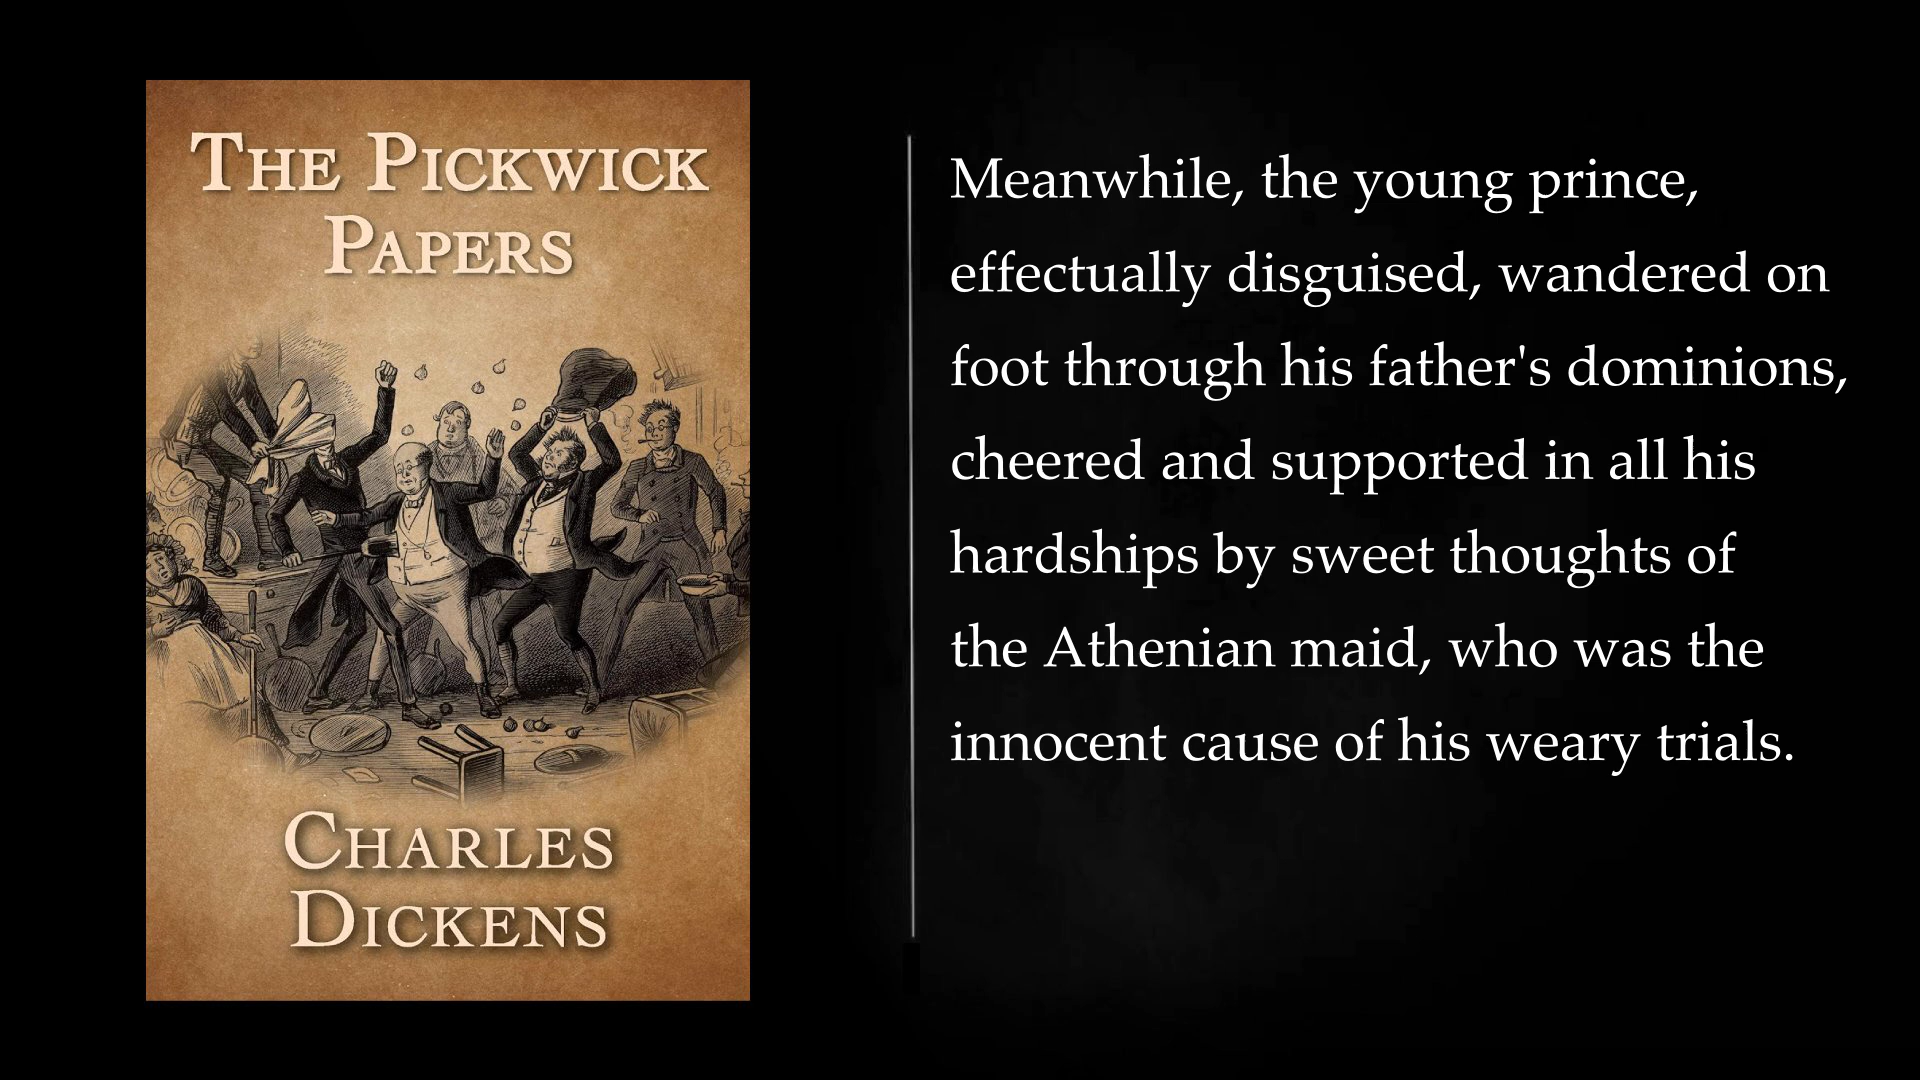 The Pickwick
Papers
Charles
Dickens
Meanwhile, the young prince,
effectually disguised, wandered on
foot through his father's dominions,
cheered and supported in all his
hardships by sweet thoughts of
the Athenian maid, who was the
innocent cause of his weary trials.